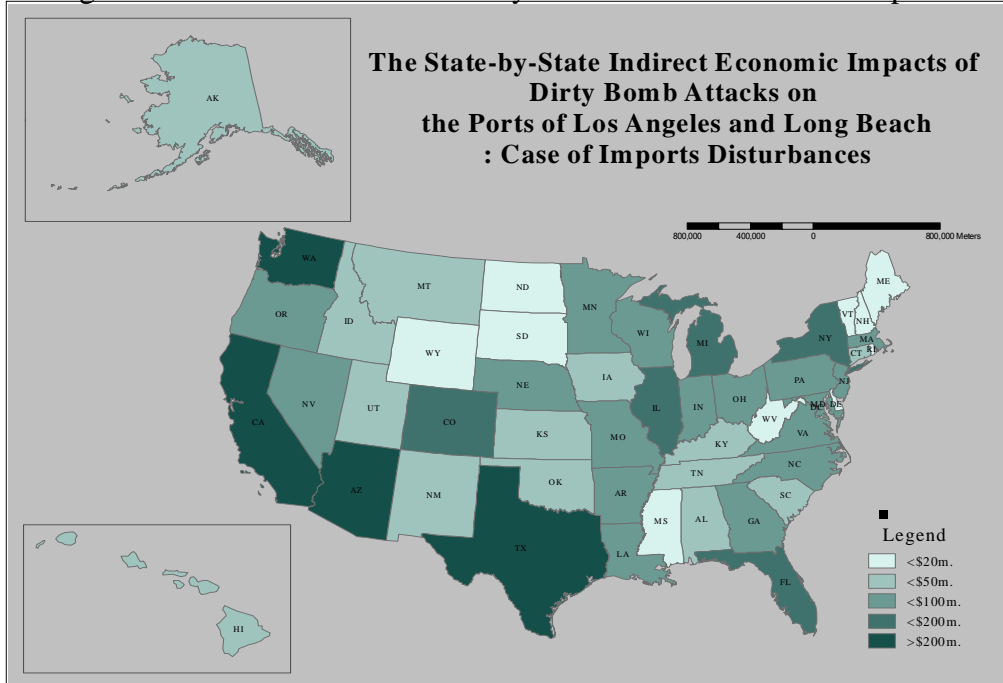 The State-by-State Indirect Economic Impacts of
Dirty Bomb Attacks on
the Ports of Los Angeles and Long Beach
: Case of Imports Disturbances
AK
800,000 400,000 0 800,000 Meters
WA
MT
ND
MN
ME
OR
ID
SD
WI
MI
VT
NH
NY
MA
CT
RI
WY
IA
NE
PA
NJ
NV
UT
CO
IL
IN
OH
MD
DE
DC
WV
CA
KS
MO
KY
VA
AZ
NM
OK
AR
TN
NC
SC
TX
LA
MS
AL
GA
FL
HI
Legend
<$20m.
<$50m.
<$100m.
<$200m.
>$200m.